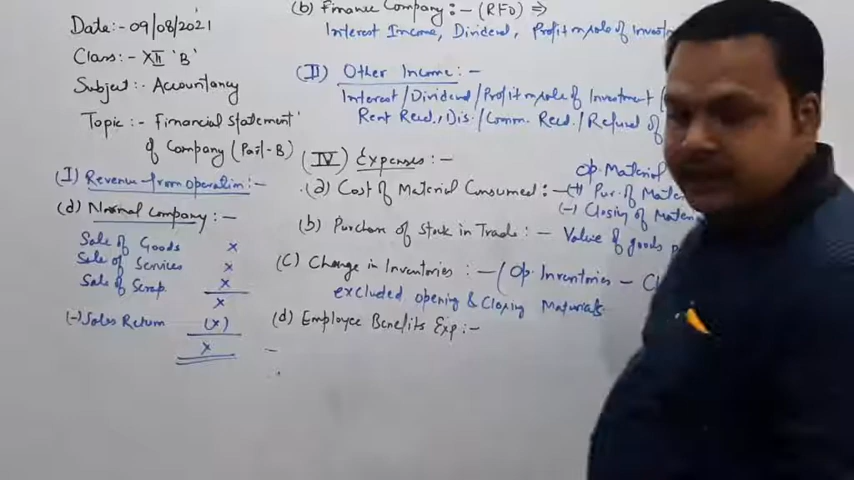 Date:- 09/08/2021
Class:- XII 'B'
Subject:- Accountancy
Topic:- Financial statement
of Company (Part-B)
(I) Revenue from operation:-
(a) Normal Company:-
Sale of Goods x
Sale of Services x
Sale of Scrap x
x
(-) Sales Return (x)
x
(b) Finance Company:- (RFO) ⇒
Interest Income, Dividend, Profit on sale of
(II) Other Income:-
Interest/Dividend/Profit on sale of Investment
Rent Recd./Dis./Comm. Recd./Refund of
(IV) Expenses:-
(a) Cost of Material Consumed:- Op. Material
(+) Pur. of
(-) Closing of
(b) Purchase of Stock in Trade:- Value of goods
(c) Change in Inventories:- (Op. Inventories -
excluded opening & Closing Materials
(d) Employee Benefits Exp:-
-